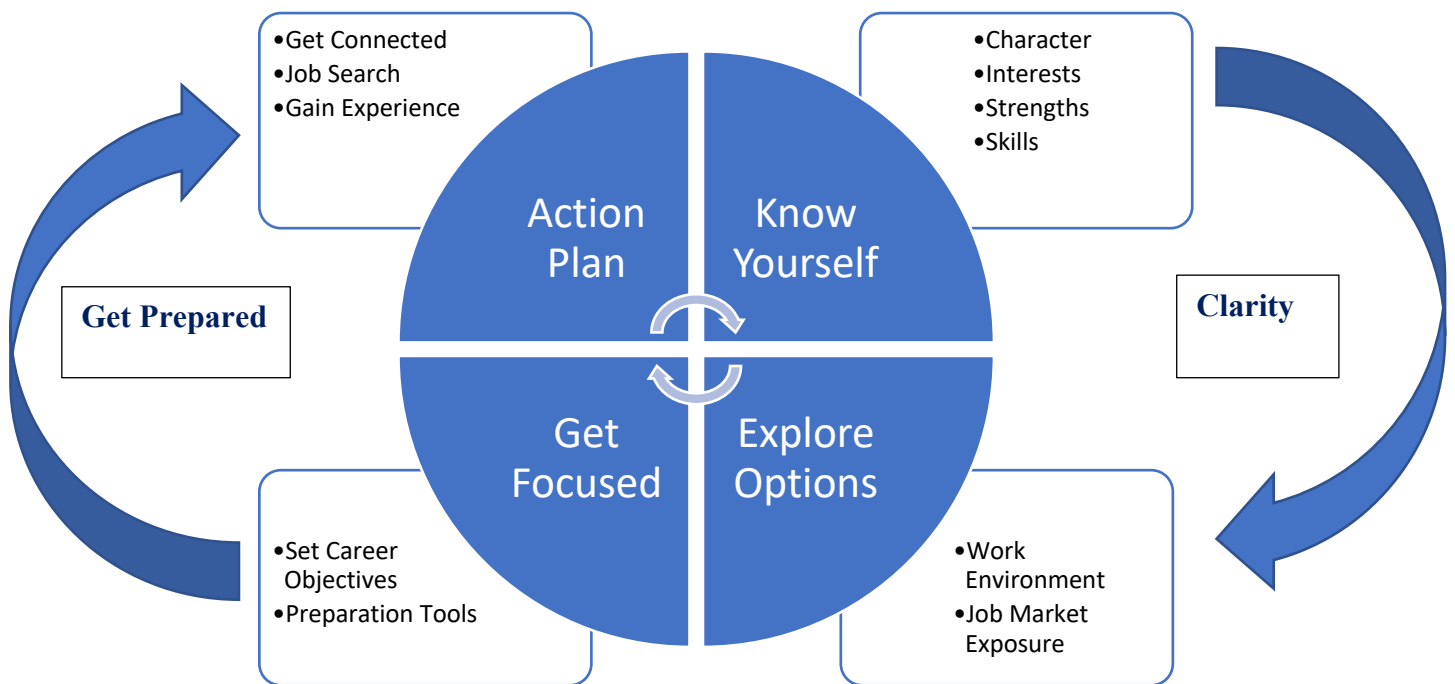 •Get Connected
•Job Search
•Gain Experience
•Character
•Interests
•Strengths
•Skills
Action
Plan
Know
Yourself
Get Prepared
Clarity
Get
Focused
Explore
Options
•Set Career
Objectives
•Preparation Tools
•Work
Environment
•Job Market
Exposure